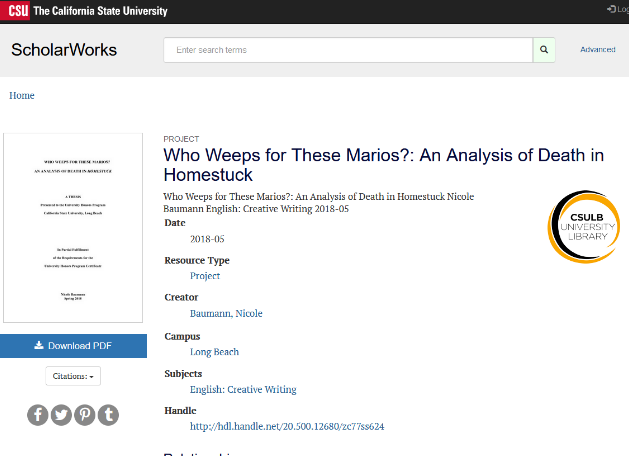 CSU The California State University
Log
ScholarWorks
Enter search terms
Advanced
Home
WHO WEEPS FOR THESE MARIOS?
AN ANALYSIS OF DEATH IN HOMESTUCK
A THESIS
Presented to the University Honors Program
California State University, Long Beach
In Partial Fulfillment
of the Requirements for the
University Honors Program Certificate
Nicole Baumann
Spring 2018
PROJECT
Who Weeps for These Marios?: An Analysis of Death in
Homestuck
Who Weeps for These Marios?: An Analysis of Death in Homestuck Nicole
Baumann English: Creative Writing 2018-05
CSULB
UNIVERSITY
LIBRARY
Date
2018-05
Resource Type
Project
Creator
Baumann, Nicole
Campus
Long Beach
Subjects
English: Creative Writing
Handle
http://hdl.handle.net/20.500.12680/zc77ss624
Download PDF
Citations: